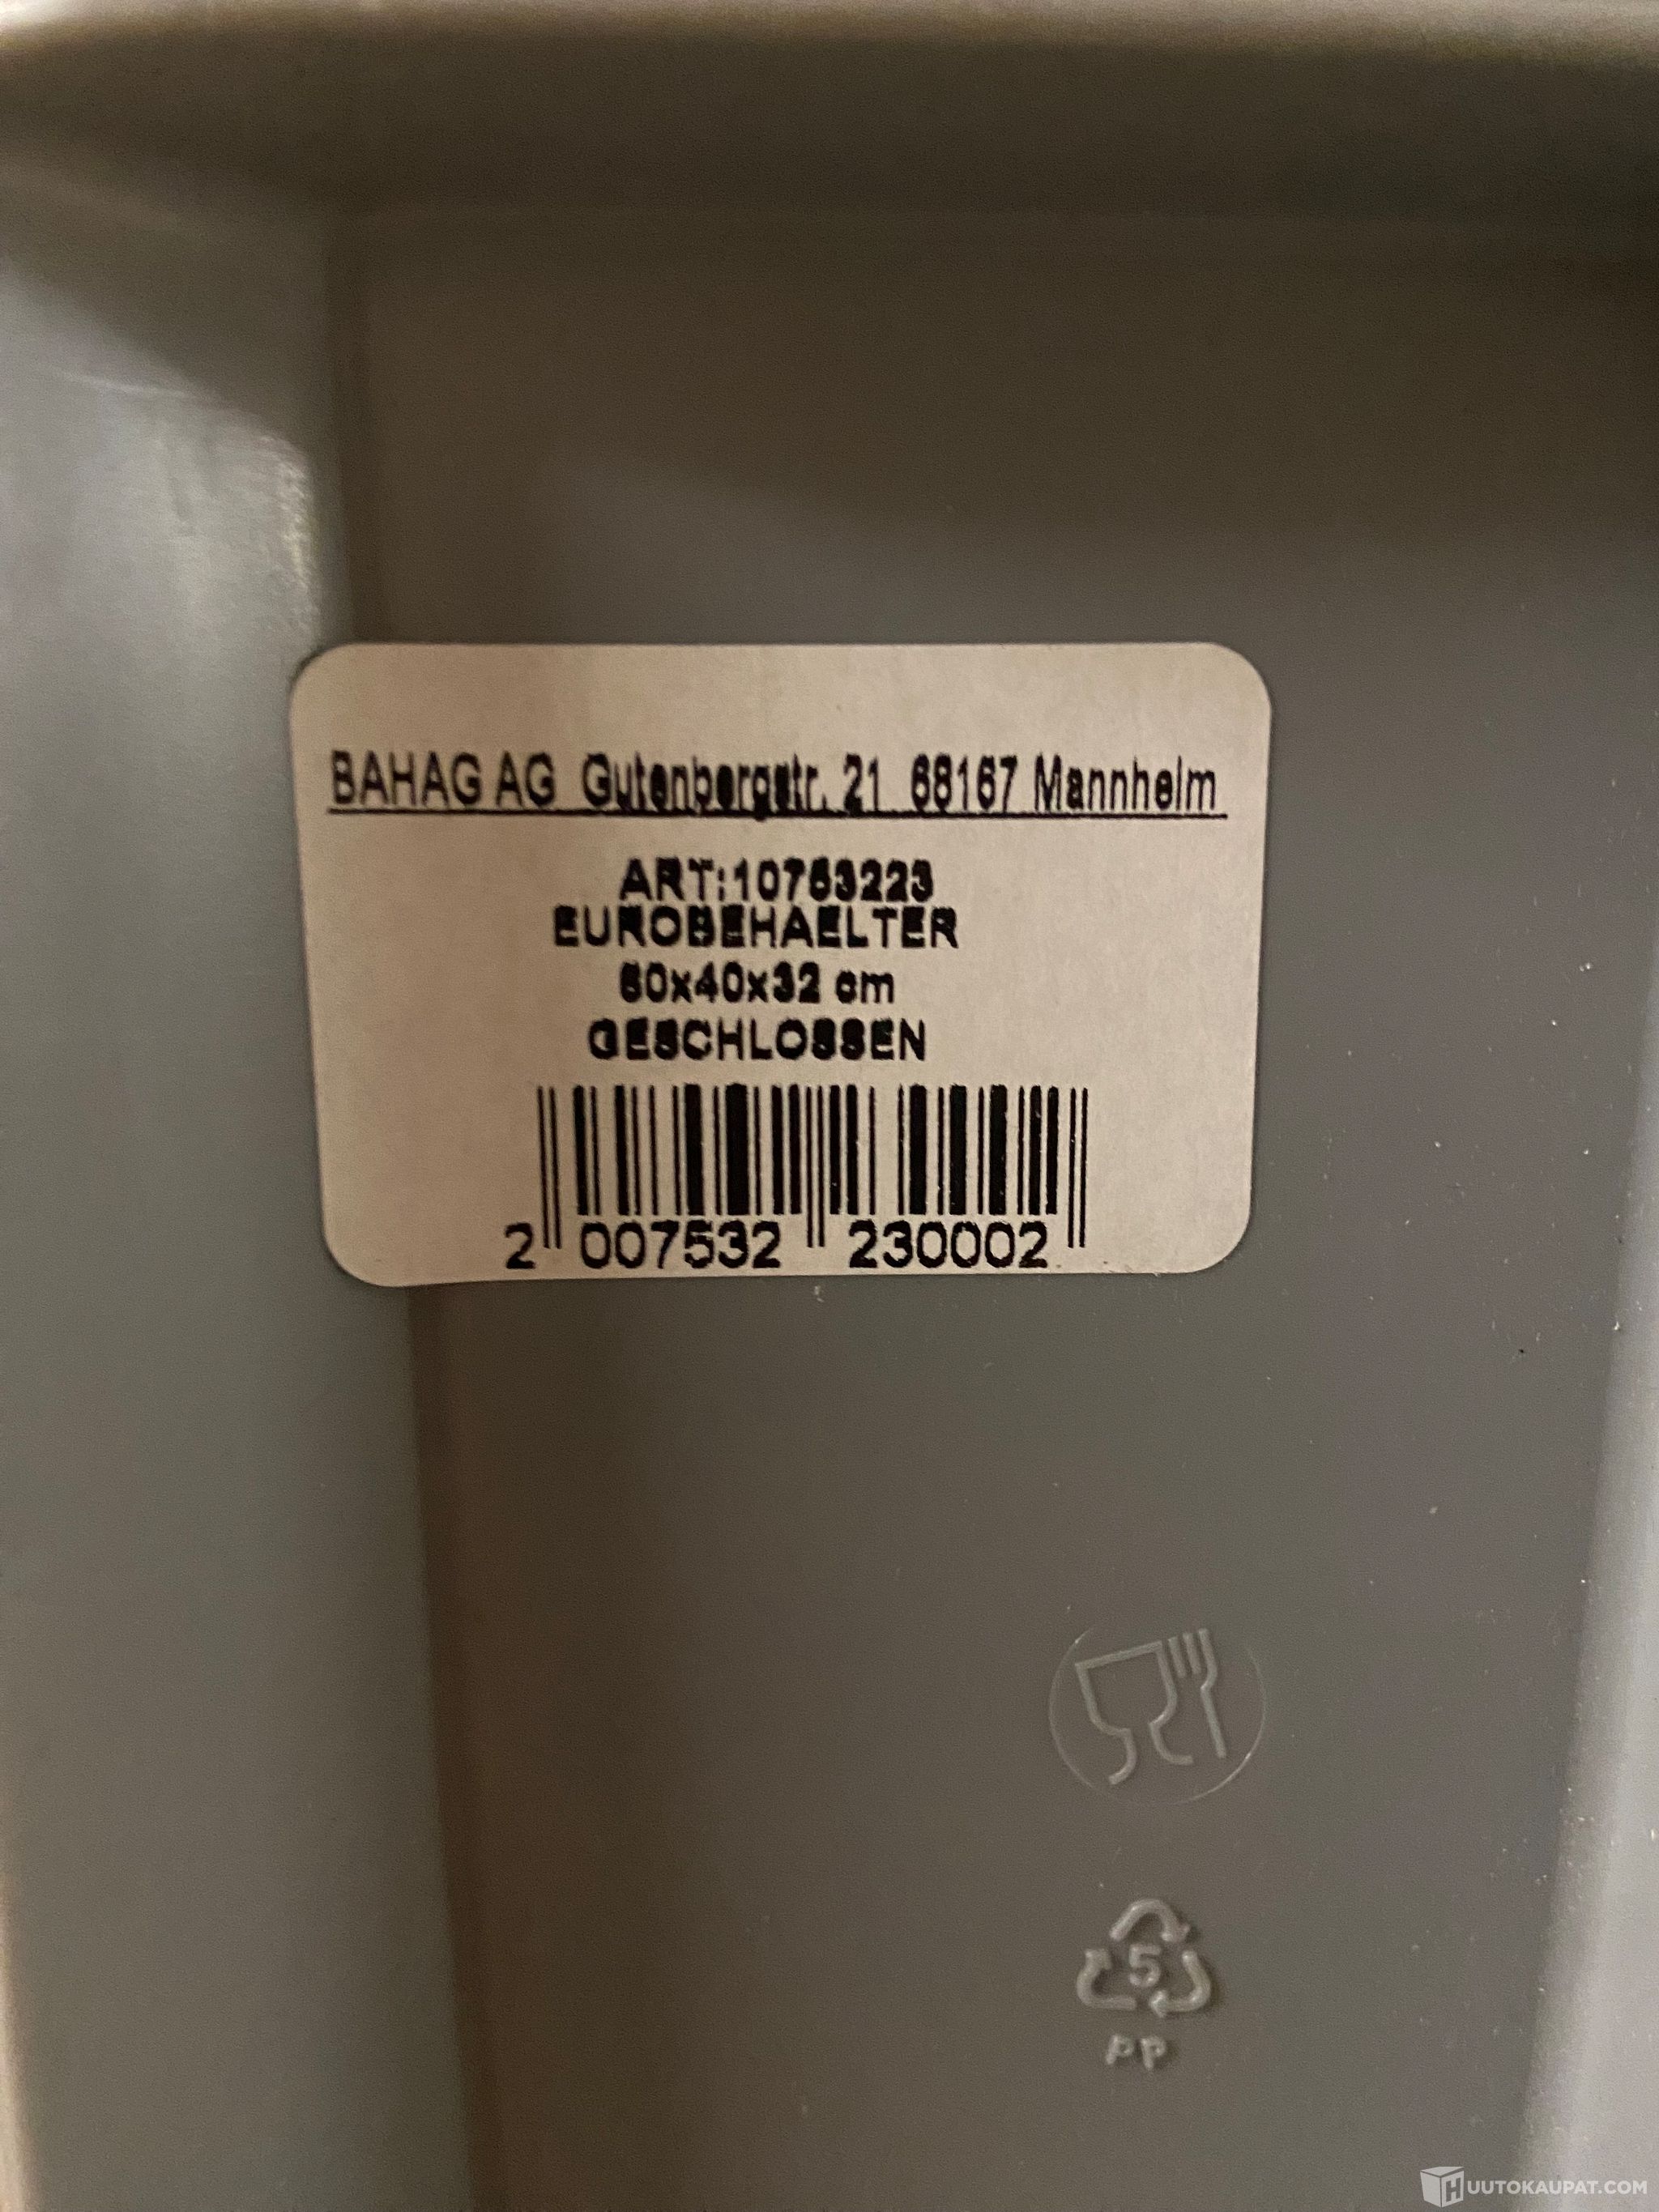 BAHAG AG Gutenbergstr. 21 68167 Mannheim
ART:10753223
EUROBEHAELTER
60x40x32 cm
GESCHLOSSEN
2 007532 230002
5
PP
HUUTOKAUPAT.COM